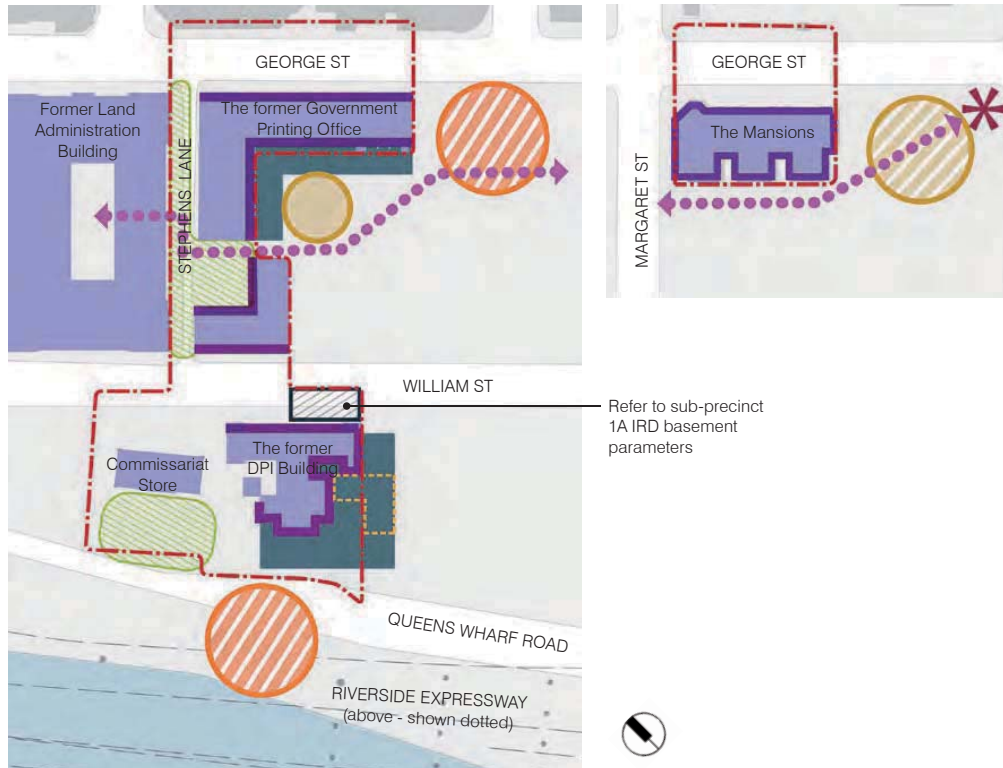 GEORGE ST
Former Land
Administration
Building
The former Government
Printing Office
STEPHENS LANE
WILLIAM ST
Commissariat
Store
The former
DPI Building
QUEENS WHARF ROAD
RIVERSIDE EXPRESSWAY
(above - shown dotted)
GEORGE ST
The Mansions
MARGARET ST
Refer to sub-precinct
1A IRD basement
parameters